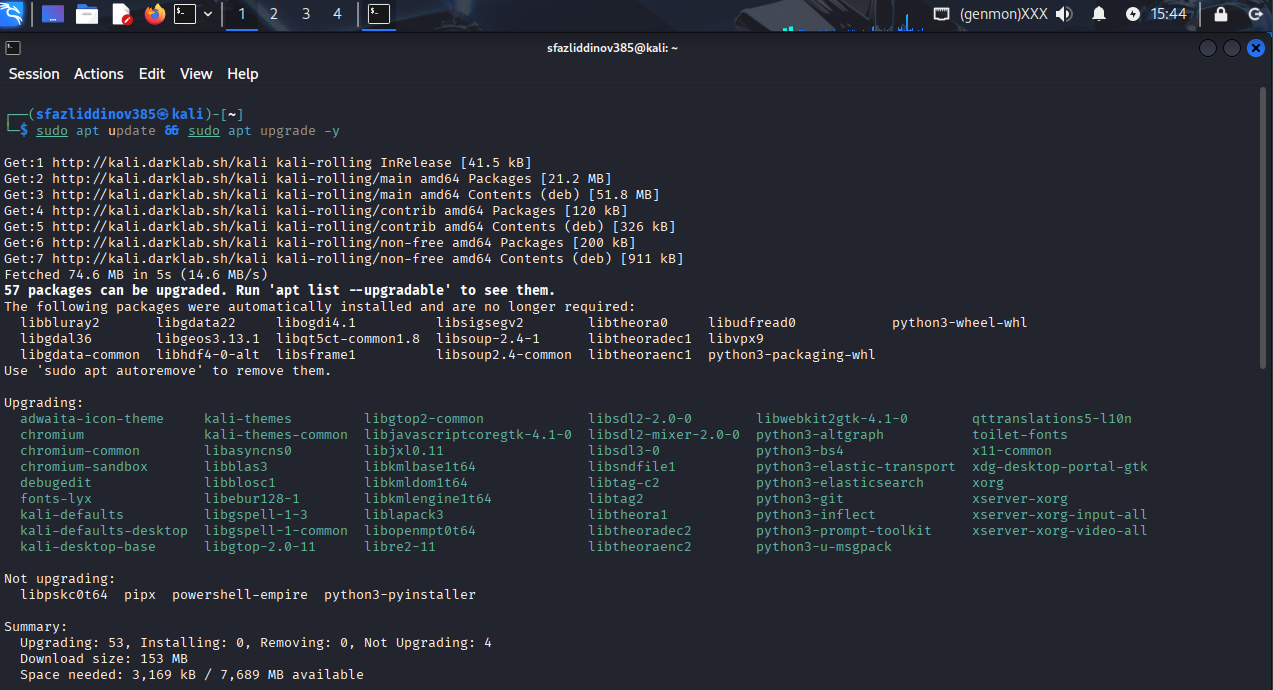 1 2 3 4 (genmon)XXX 15:44
sfazliddinov385@kali: ~
Session Actions Edit View Help
┌──(sfazliddinov385㉿kali)-[~]
└─$ sudo apt update && sudo apt upgrade -y
Get:1 http://kali.darklab.sh/kali kali-rolling InRelease [41.5 kB]
Get:2 http://kali.darklab.sh/kali kali-rolling/main amd64 Packages [21.2 MB]
Get:3 http://kali.darklab.sh/kali kali-rolling/main amd64 Contents (deb) [51.8 MB]
Get:4 http://kali.darklab.sh/kali kali-rolling/contrib amd64 Packages [120 kB]
Get:5 http://kali.darklab.sh/kali kali-rolling/contrib amd64 Contents (deb) [326 kB]
Get:6 http://kali.darklab.sh/kali kali-rolling/non-free amd64 Packages [200 kB]
Get:7 http://kali.darklab.sh/kali kali-rolling/non-free amd64 Contents (deb) [911 kB]
Fetched 74.6 MB in 5s (14.6 MB/s)
57 packages can be upgraded. Run 'apt list --upgradable' to see them.
The following packages were automatically installed and are no longer required:
libbluray2 libgdata22 libogdi4.1 libsigsegv2 libtheora0 libudfread0 python3-wheel-whl
libgdal36 libgeos3.13.1 libqt5ct-common1.8 libsoup-2.4-1 libtheoradec1 libvpx9
libgdata-common libhdf4-0-alt libsframe1 libsoup2.4-common libtheoraenc1 python3-packaging-whl
Use 'sudo apt autoremove' to remove them.
Upgrading:
adwaita-icon-theme kali-themes libgtop2-common libsdl2-2.0-0 libwebkit2gtk-4.1-0 qttranslations5-l10n
chromium kali-themes-common libjavascriptcoregtk-4.1-0 libsdl2-mixer-2.0-0 python3-altgraph toilet-fonts
chromium-common libasyncns0 libjxl0.11 libsdl3-0 python3-bs4 x11-common
chromium-sandbox libblas3 libkmlbase1t64 libsndfile1 python3-elastic-transport xdg-desktop-portal-gtk
debugedit libblosc1 libkmldom1t64 libtag-c2 python3-elasticsearch xorg
fonts-lyx libebur128-1 libkmlengine1t64 libtag2 python3-git xserver-xorg
kali-defaults libgspell-1-3 liblapack3 libtheora1 python3-inflect xserver-xorg-input-all
kali-defaults-desktop libgspell-1-common libopenmpt0t64 libtheoradec2 python3-prompt-toolkit xserver-xorg-video-all
kali-desktop-base libgtop-2.0-11 libre2-11 libtheoraenc2 python3-u-msgpack
Not upgrading:
libpskc0t64 pipx powershell-empire python3-pyinstaller
Summary:
Upgrading: 53, Installing: 0, Removing: 0, Not Upgrading: 4
Download size: 153 MB
Space needed: 3,169 kB / 7,689 MB available